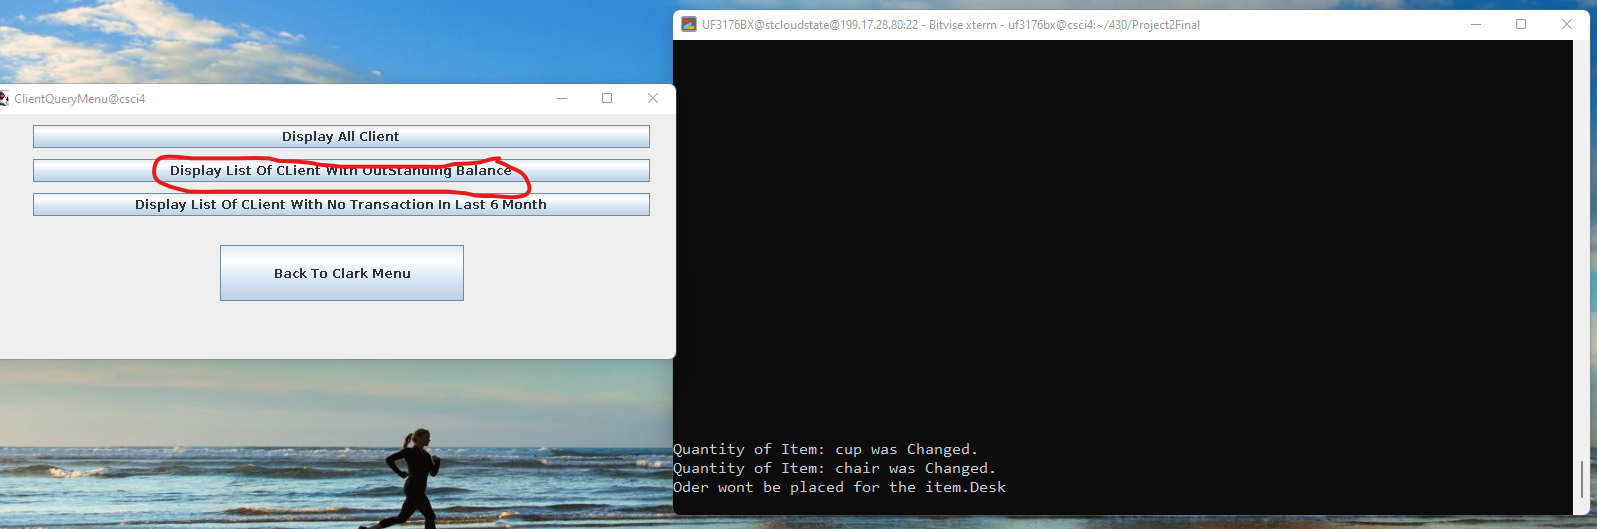 UF3176BX@stcloudstate@199.17.28.80:22 - Bitvise xterm - uf3176bx@csci4:~/430/Project2Final
ClientQueryMenu@csci4
Display All Client
Display List Of CLient With OutStanding Balance
Display List Of CLient With No Transaction In Last 6 Month
Back To Clark Menu
Quantity of Item: cup was Changed.
Quantity of Item: chair was Changed.
Oder wont be placed for the item.Desk